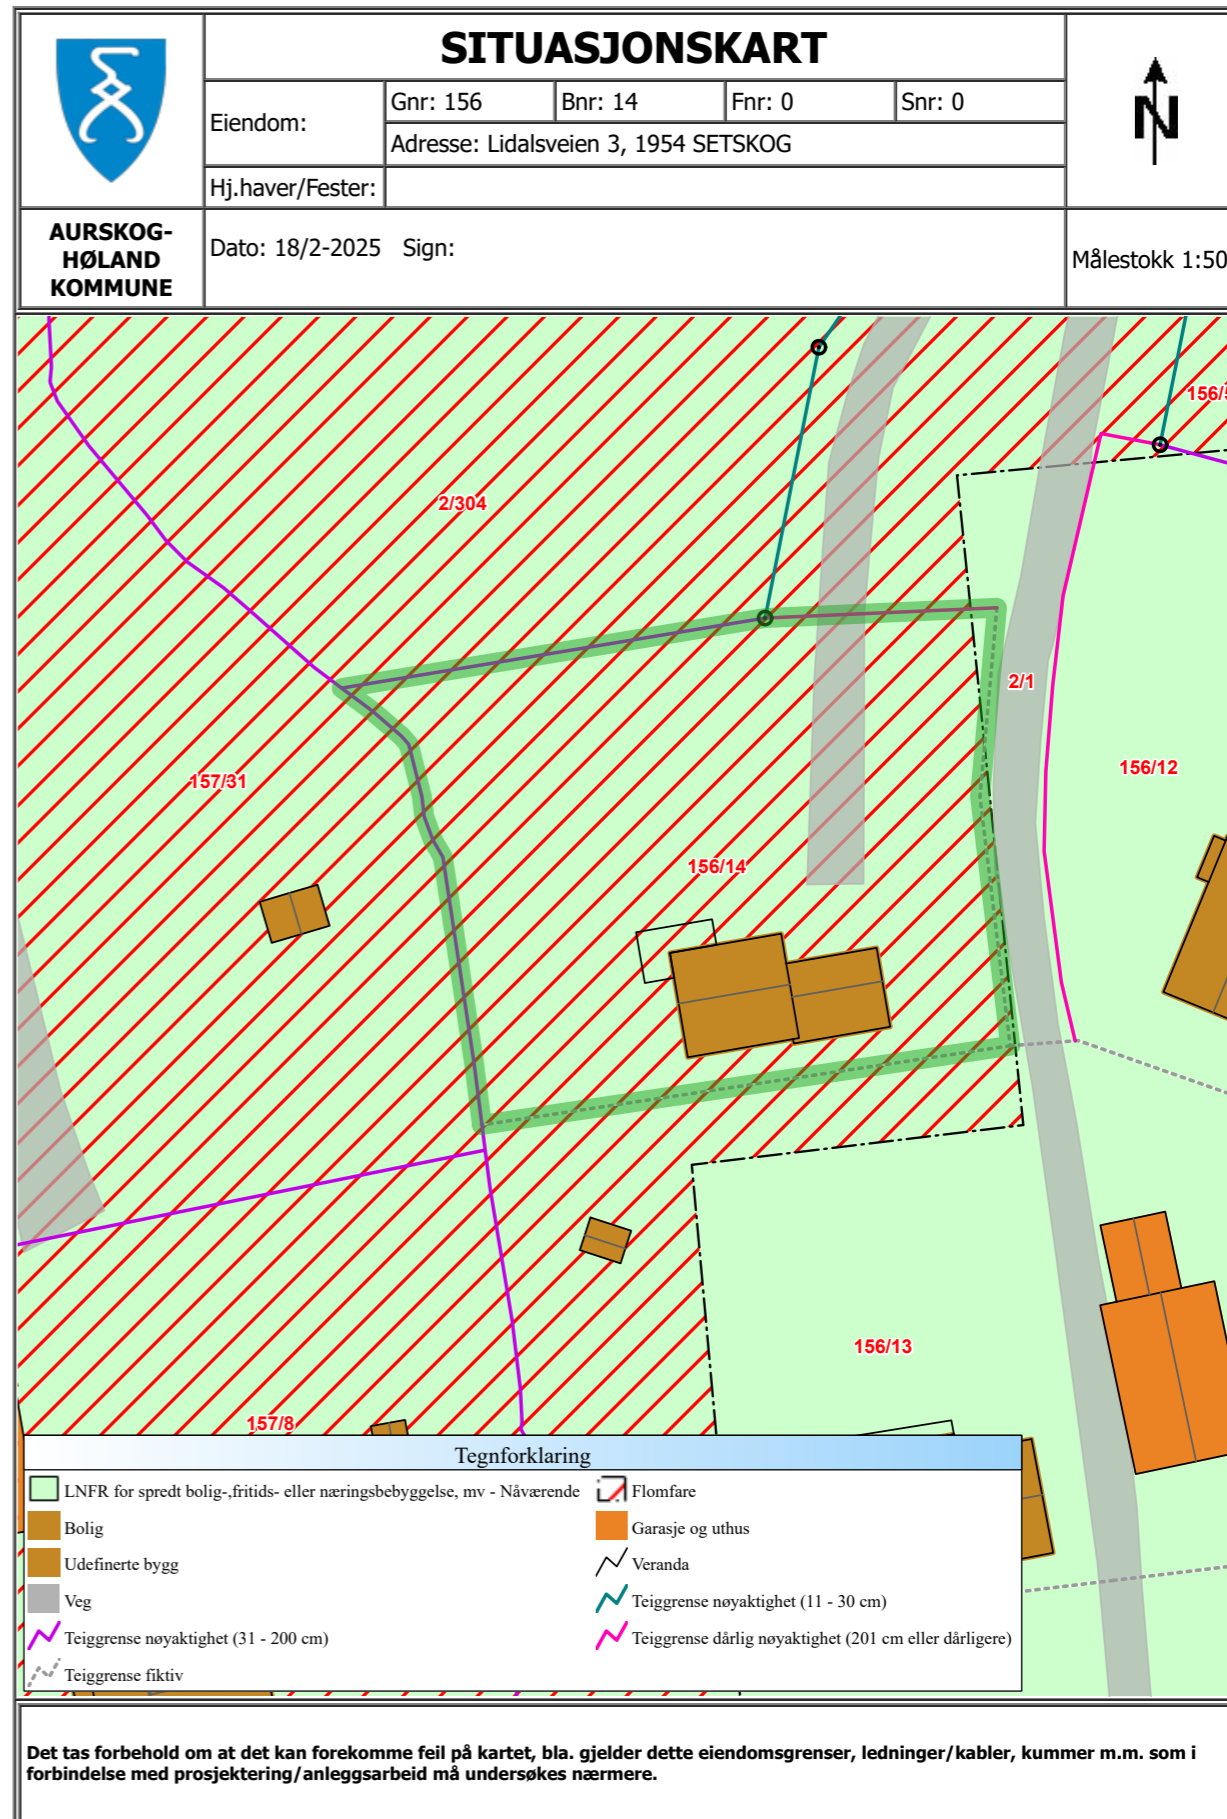 SITUASJONSKART
Eiendom:
Gnr: 156
Bnr: 14
Fnr: 0
Snr: 0
Adresse: Lidalsveien 3, 1954 SETSKOG
Hj.haver/Fester:
N
AURSKOG-
HØLAND
KOMMUNE
Dato: 18/2-2025 Sign:
Målestokk 1:50
156/5
2/304
2/1
156/12
157/31
156/14
156/13
157/8
Tegnforklaring
LNFR for spredt bolig-,fritids- eller næringsbebyggelse, mv - Nåværende
Flomfare
Bolig
Garasje og uthus
Udefinerte bygg
Veranda
Veg
Teiggrense nøyaktighet (11 - 30 cm)
Teiggrense nøyaktighet (31 - 200 cm)
Teiggrense dårlig nøyaktighet (201 cm eller dårligere)
Teiggrense fiktiv
Det tas forbehold om at det kan forekomme feil på kartet, bla. gjelder dette eiendomsgrenser, ledninger/kabler, kummer m.m. som i
forbindelse med prosjektering/anleggsarbeid må undersøkes nærmere.